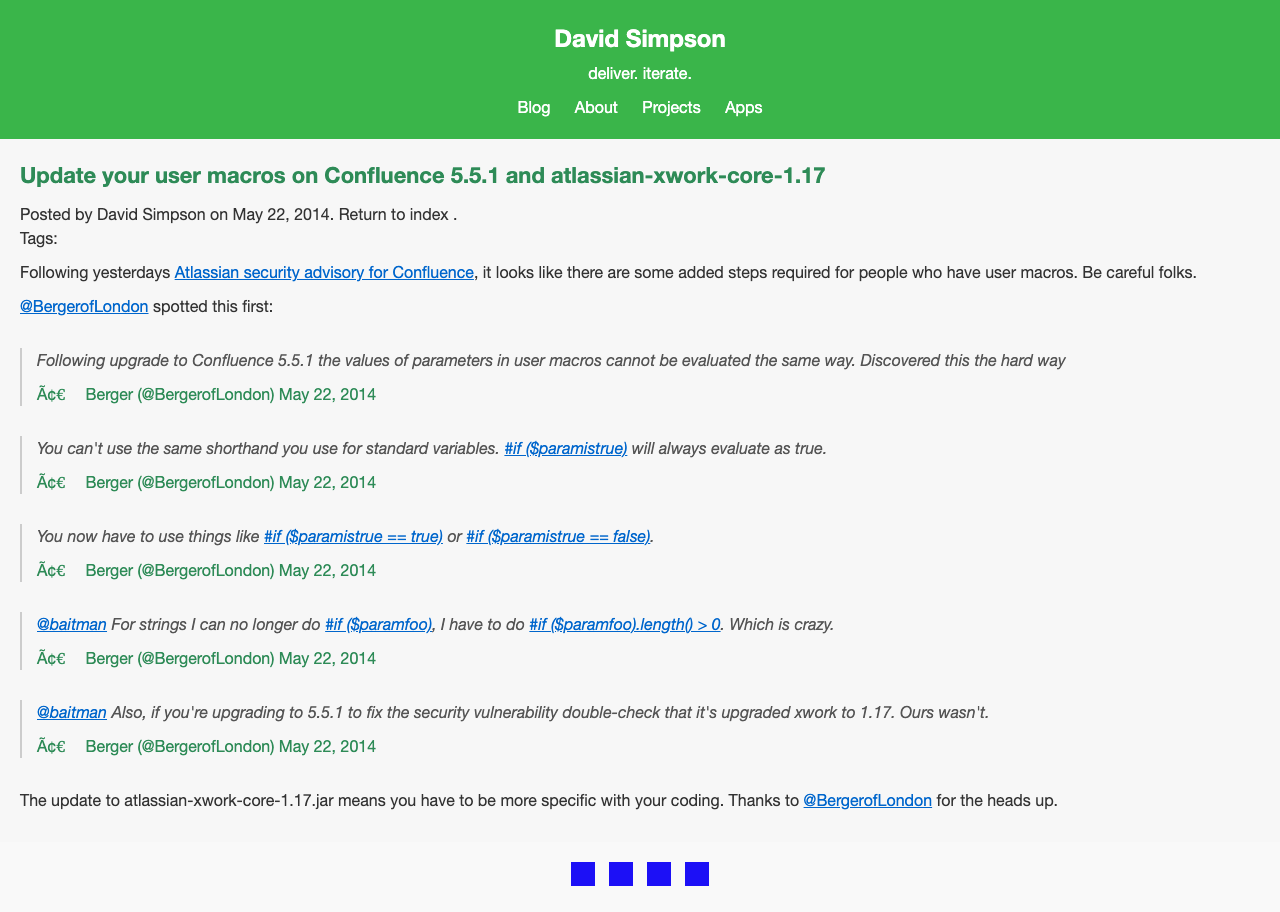 David Simpson
deliver. iterate.
Blog About Projects Apps
Update your user macros on Confluence 5.5.1 and atlassian-xwork-core-1.17
Posted by David Simpson on May 22, 2014. Return to index .
Tags:
Following yesterdays Atlassian security advisory for Confluence, it looks like there are some added steps required for people who have user macros. Be careful folks.
@BergerofLondon spotted this first:
Following upgrade to Confluence 5.5.1 the values of parameters in user macros cannot be evaluated the same way. Discovered this the hard way
Ã¢€ Berger (@BergerofLondon) May 22, 2014
You can't use the same shorthand you use for standard variables. #if ($paramistrue) will always evaluate as true.
Ã¢€ Berger (@BergerofLondon) May 22, 2014
You now have to use things like #if ($paramistrue == true) or #if ($paramistrue == false).
Ã¢€ Berger (@BergerofLondon) May 22, 2014
@baitman For strings I can no longer do #if ($paramfoo), I have to do #if ($paramfoo).length() > 0. Which is crazy.
Ã¢€ Berger (@BergerofLondon) May 22, 2014
@baitman Also, if you're upgrading to 5.5.1 to fix the security vulnerability double-check that it's upgraded xwork to 1.17. Ours wasn't.
Ã¢€ Berger (@BergerofLondon) May 22, 2014
The update to atlassian-xwork-core-1.17.jar means you have to be more specific with your coding. Thanks to @BergerofLondon for the heads up.